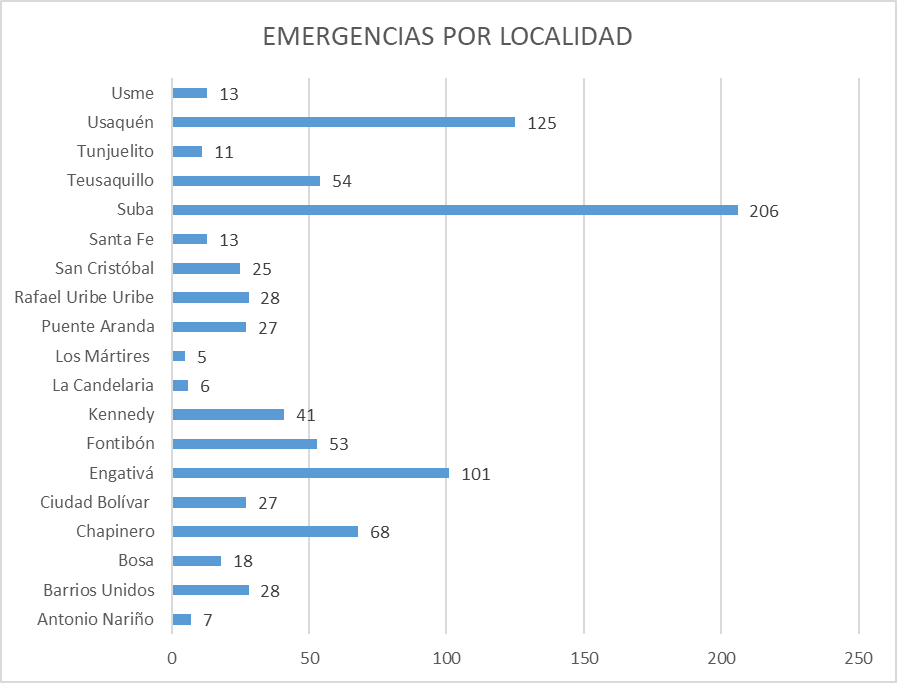 EMERGENCIAS POR LOCALIDAD
Usme 13
Usaquén 125
Tunjuelito 11
Teusaquillo 54
Suba 206
Santa Fe 13
San Cristóbal 25
Rafael Uribe Uribe 28
Puente Aranda 27
Los Mártires 5
La Candelaria 6
Kennedy 41
Fontibón 53
Engativá 101
Ciudad Bolívar 27
Chapinero 68
Bosa 18
Barrios Unidos 28
Antonio Nariño 7
0 50 100 150 200 250